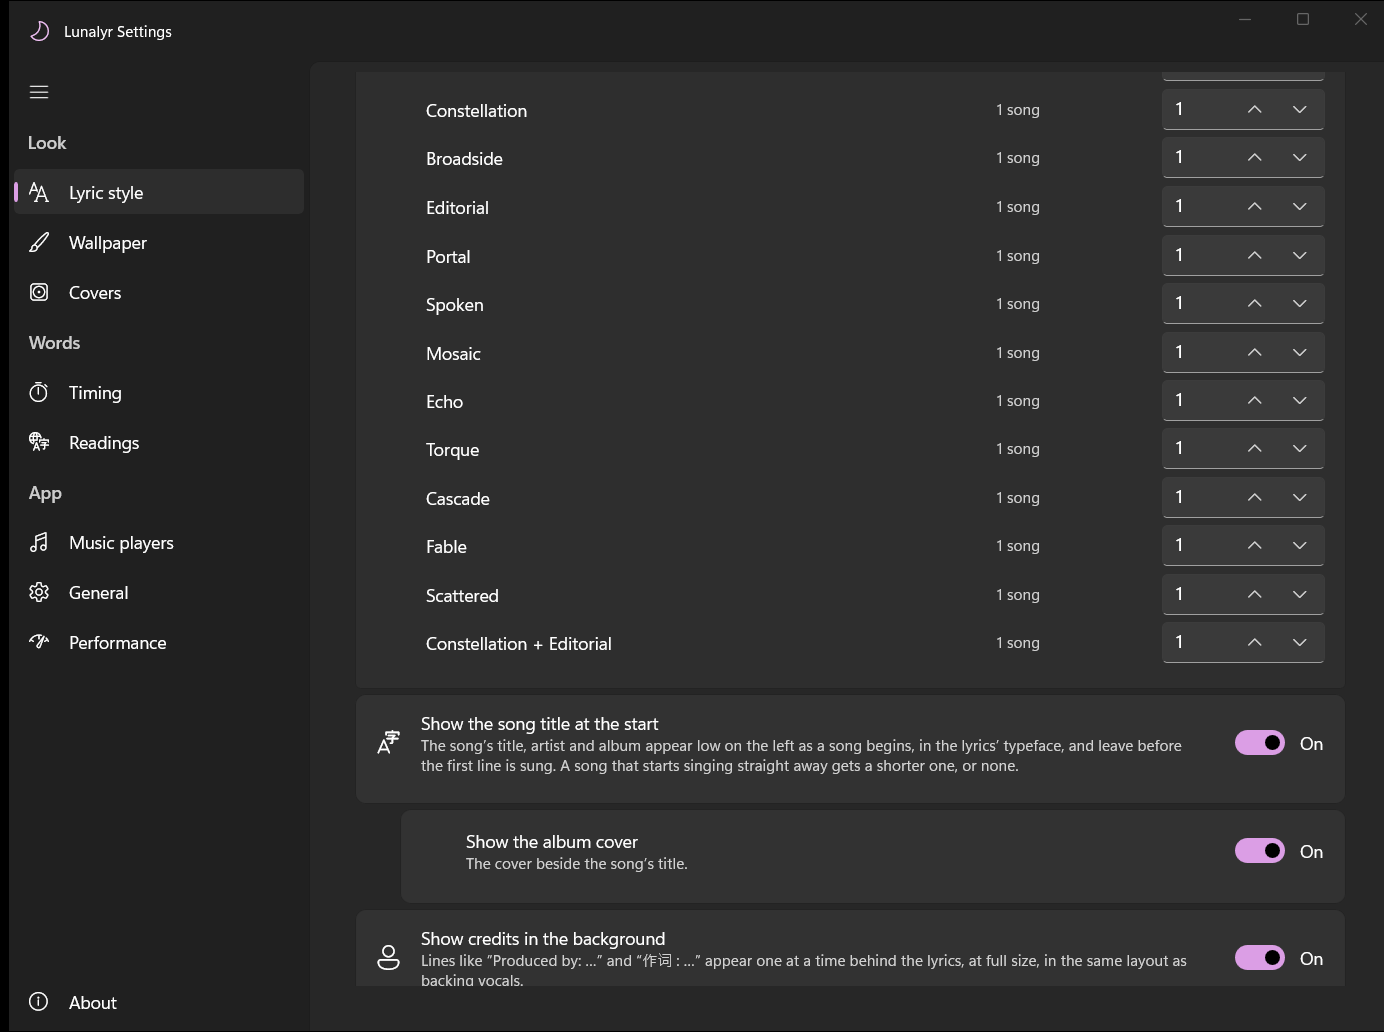 Lunalyr Settings
Look
Lyric style
Wallpaper
Covers
Words
Timing
Readings
App
Music players
General
Performance
About
Constellation 1 song 1
Broadside 1 song 1
Editorial 1 song 1
Portal 1 song 1
Spoken 1 song 1
Mosaic 1 song 1
Echo 1 song 1
Torque 1 song 1
Cascade 1 song 1
Fable 1 song 1
Scattered 1 song 1
Constellation + Editorial 1 song 1
Show the song title at the start
The song’s title, artist and album appear low on the left as a song begins, in the lyrics’ typeface, and leave before
the first line is sung. A song that starts singing straight away gets a shorter one, or none.
On
Show the album cover
The cover beside the song’s title.
On
Show credits in the background
Lines like “Produced by: …” and “作词 : …” appear one at a time behind the lyrics, at full size, in the same layout as
backing vocals.
On